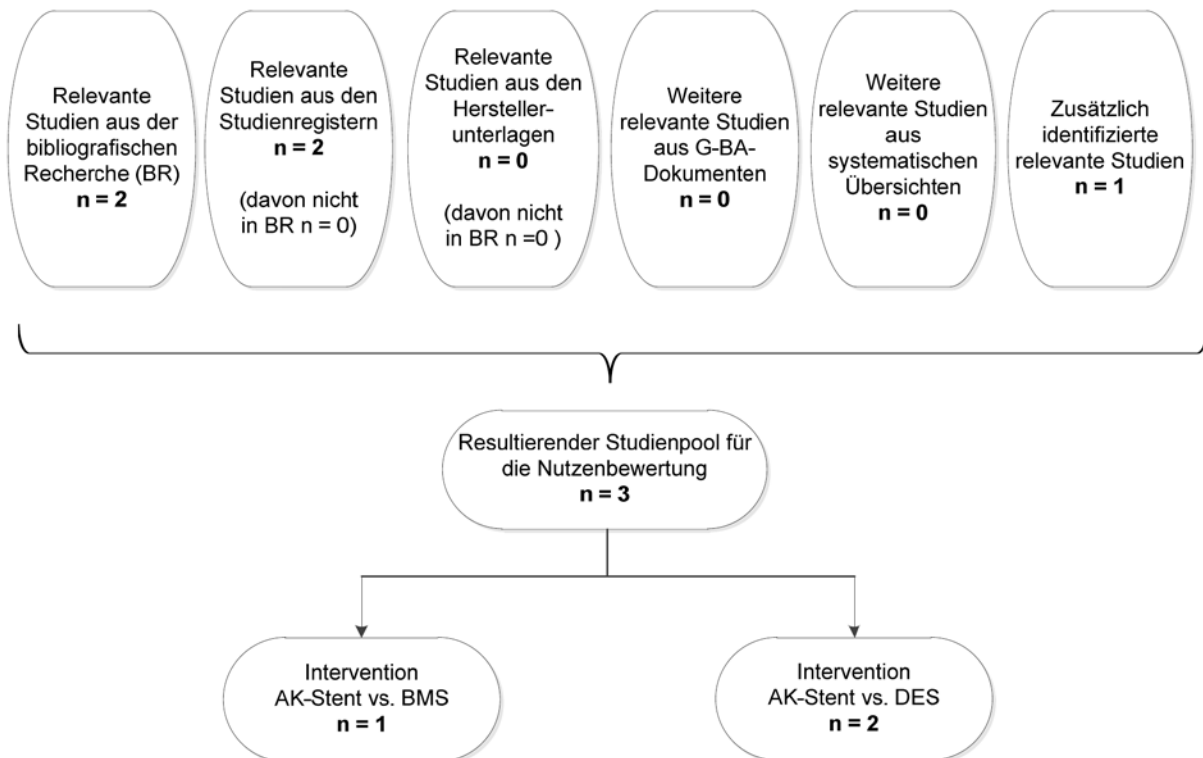 Relevante
Studien aus der
bibliografischen
Recherche (BR)
n = 2
Relevante
Studien aus den
Studienregistern
n = 2
(davon nicht
in BR n = 0)
Relevante
Studien aus den
Hersteller-
unterlagen
n = 0
(davon nicht
in BR n =0 )
Weitere
relevante Studien
aus G-BA-
Dokumenten
n = 0
Weitere
relevante Studien
aus
systematischen
Übersichten
n = 0
Zusätzlich
identifizierte
relevante Studien
n = 1
Resultierender Studienpool für
die Nutzenbewertung
n = 3
Intervention
AK-Stent vs. BMS
n = 1
Intervention
AK-Stent vs. DES
n = 2